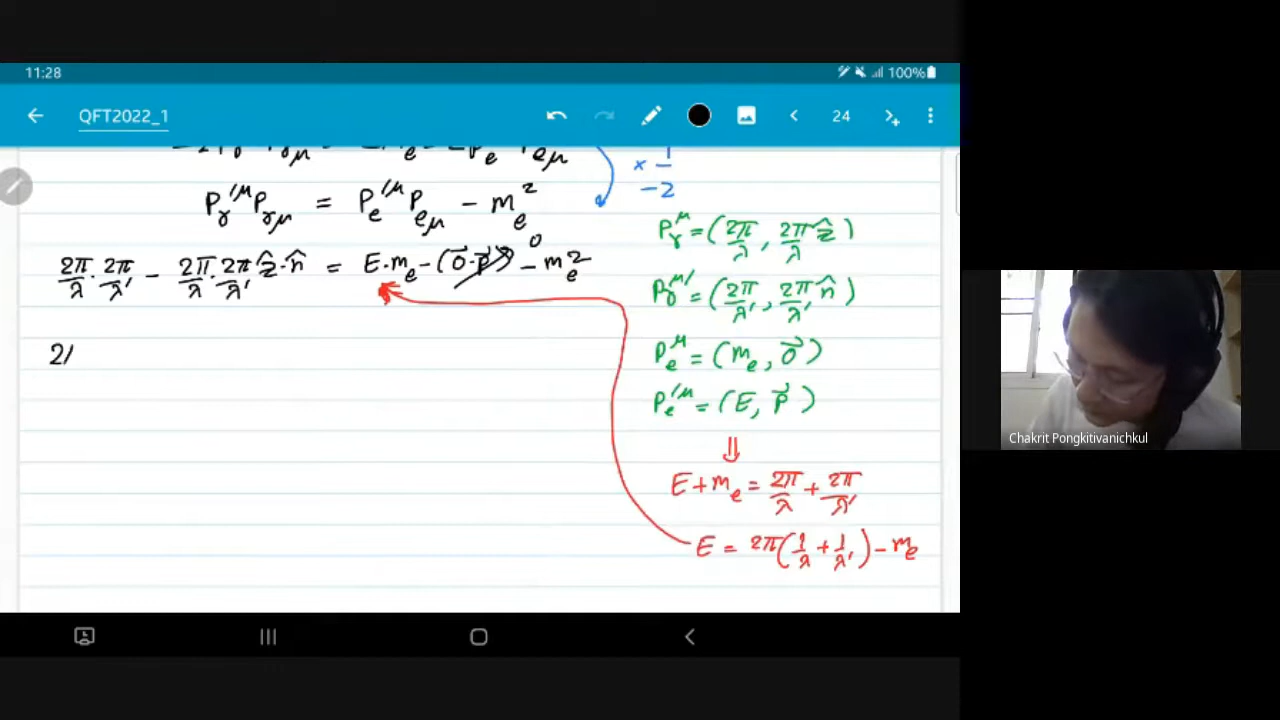 11:28 100%
QFT2022_1 24
× 1/-2
P_γ'^μ P_γμ = P_e'^μ P_eμ - m_e^2
2π/λ · 2π/λ' - 2π/λ · 2π/λ' ẑ·n̂ = E·m_e - (0⃗·P⃗) 0 - m_e^2
2/
P_γ^μ = (2π/λ, 2π/λ ẑ)
P_γ^μ' = (2π/λ', 2π/λ' n̂)
P_e^μ = (m_e, 0⃗)
P_e'^μ = (E, P⃗)
⇓
E + m_e = 2π/λ + 2π/λ'
E = 2π(1/λ + 1/λ') - m_e
Chakrit Pongkitivanichkul